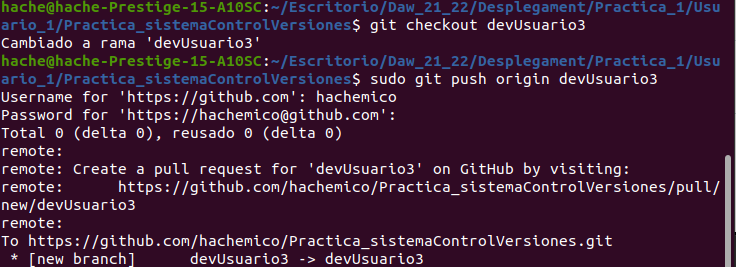 hache@hache-Prestige-15-A10SC:~/Escritorio/Daw_21_22/Desplegament/Practica_1/Usu
ario_1/Practica_sistemaControlVersiones$ git checkout devUsuario3
Cambiado a rama 'devUsuario3'
hache@hache-Prestige-15-A10SC:~/Escritorio/Daw_21_22/Desplegament/Practica_1/Usu
ario_1/Practica_sistemaControlVersiones$ sudo git push origin devUsuario3
Username for 'https://github.com': hachemico
Password for 'https://hachemico@github.com':
Total 0 (delta 0), reusado 0 (delta 0)
remote:
remote: Create a pull request for 'devUsuario3' on GitHub by visiting:
remote:      https://github.com/hachemico/Practica_sistemaControlVersiones/pull/
new/devUsuario3
remote:
To https://github.com/hachemico/Practica_sistemaControlVersiones.git
 * [new branch]      devUsuario3 -> devUsuario3